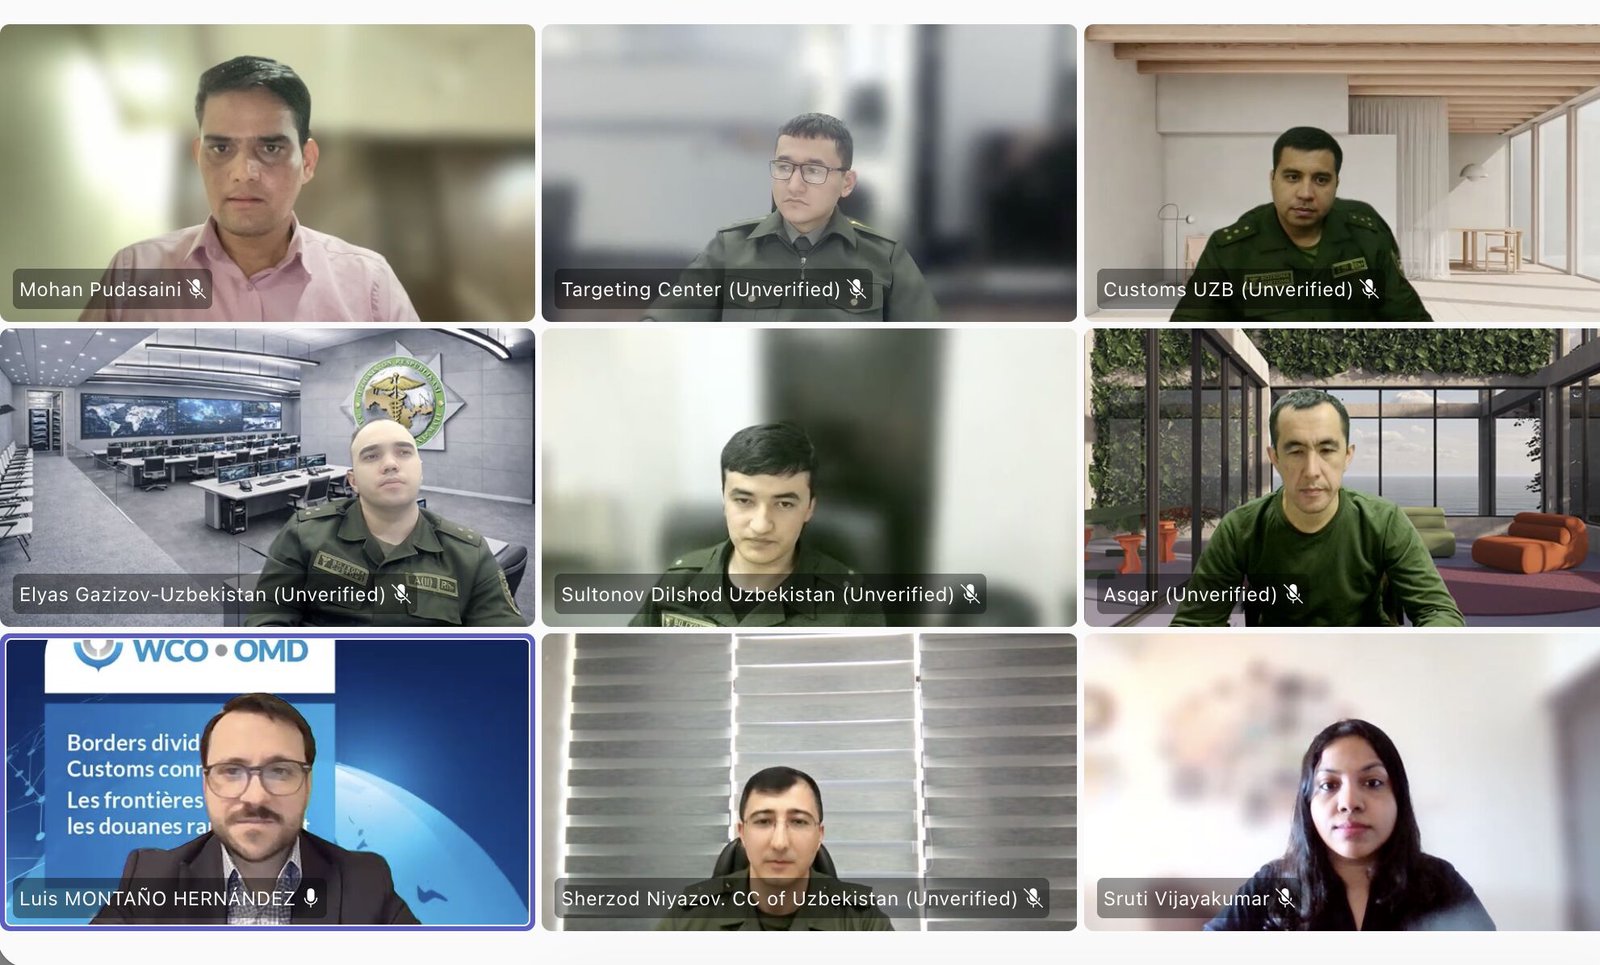 Mohan Pudasaini
Targeting Center (Unverified)
Customs UZB (Unverified)
Elyas Gazizov-Uzbekistan (Unverified)
Sultonov Dilshod Uzbekistan (Unverified)
Asqar (Unverified)
WCO • OMD
Borders divid
Customs conn
Les frontières
les douanes ra t
Luis MONTAÑO HERNÁNDEZ
Sherzod Niyazov. CC of Uzbekistan (Unverified)
Sruti Vijayakumar